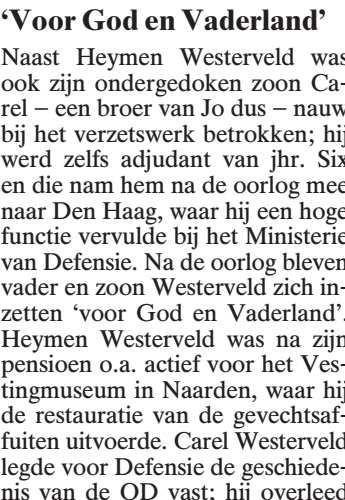 ‘Voor God en Vaderland’
Naast Heymen Westerveld was
ook zijn ondergedoken zoon Ca-
rel – een broer van Jo dus – nauw
bij het verzetswerk betrokken; hij
werd zelfs adjudant van jhr. Six
en die nam hem na de oorlog mee
naar Den Haag, waar hij een hoge
functie vervulde bij het Ministerie
van Defensie. Na de oorlog bleven
vader en zoon Westerveld zich in-
zetten ‘voor God en Vaderland’.
Heymen Westerveld was na zijn
pensioen o.a. actief voor het Ves-
tingmuseum in Naarden, waar hij
de restauratie van de gevechtsaf-
fuiten uitvoerde. Carel Westerveld
legde voor Defensie de geschiede-
nis van de OD vast; hij overleed